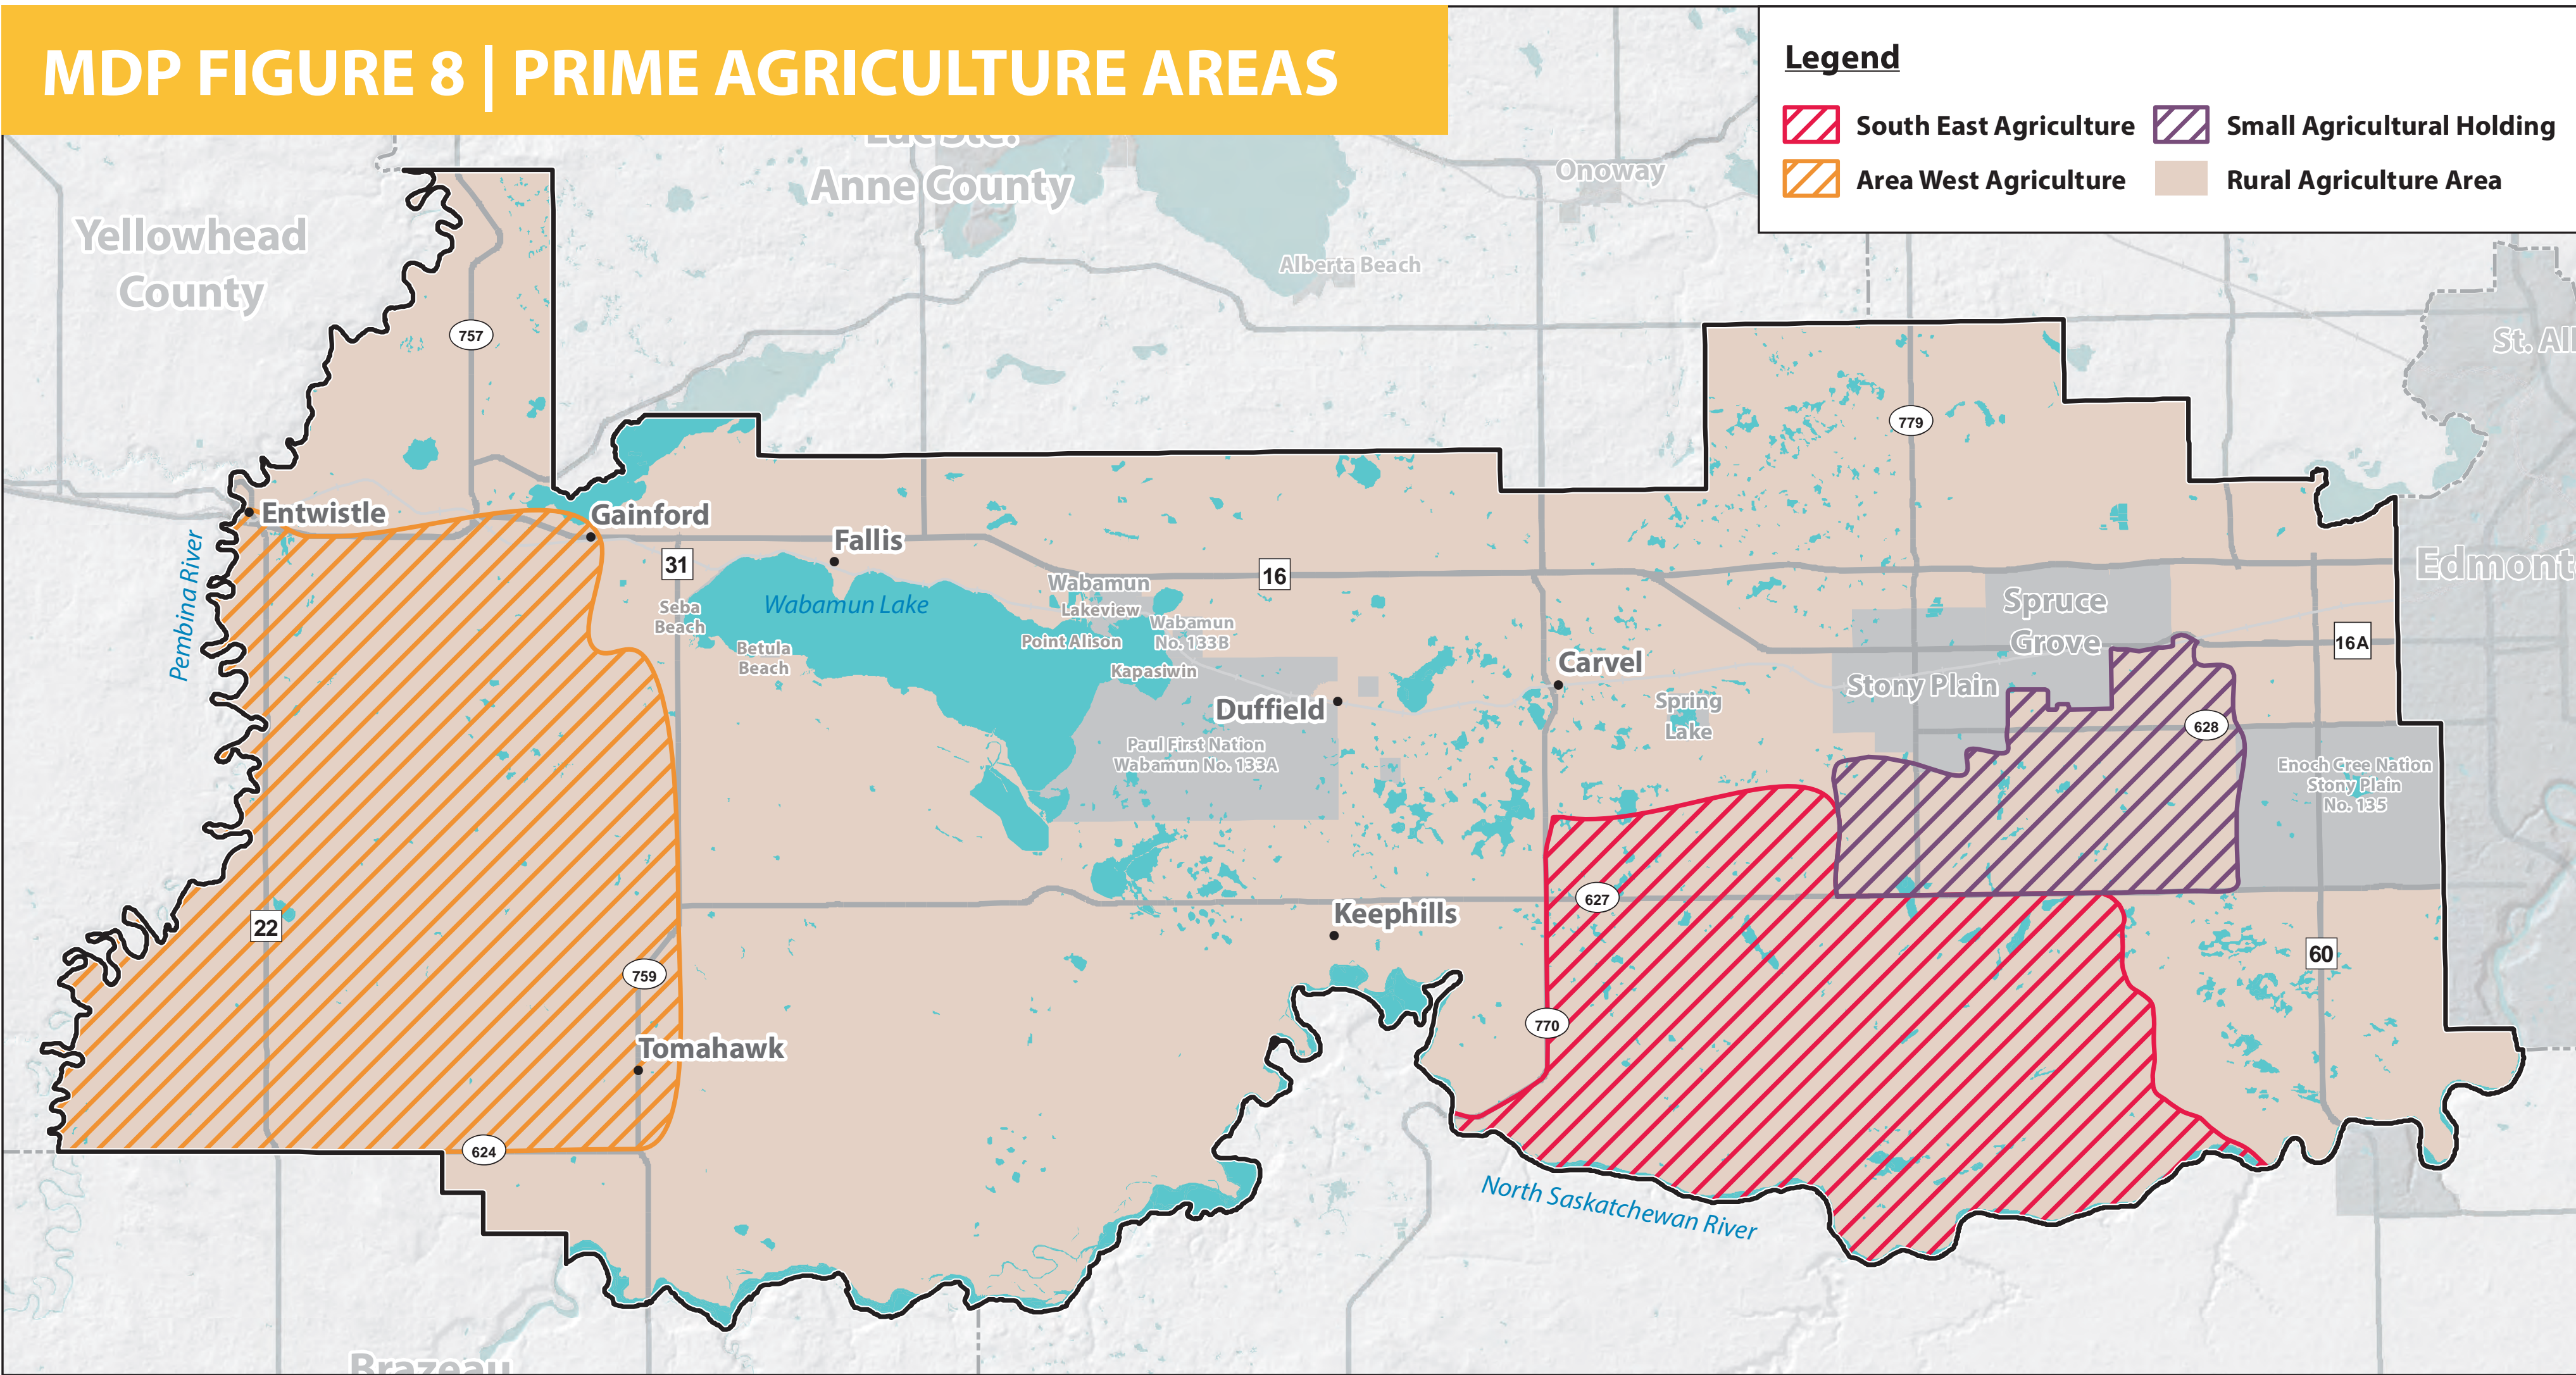 MDP FIGURE 8 | PRIME AGRICULTURE AREAS
Legend
South East Agriculture
Small Agricultural Holding
Area West Agriculture
Rural Agriculture Area
Lac Ste.
Anne County
Yellowhead
County
Onoway
Alberta Beach
St. Al
757
779
Entwistle
Gainford
Pembina River
31
Fallis
16
Edmont
Wabamun Lake
Seba
Beach
Betula
Beach
Wabamun
Lakeview
Point Alison
Wabamun
No. 133B
Kapasiwin
Spruce
Grove
16A
Carvel
Stony Plain
Spring
Lake
Duffield
628
Paul First Nation
Wabamun No. 133A
Enoch Cree Nation
Stony Plain
No. 135
627
22
Keephills
60
759
770
Tomahawk
624
North Saskatchewan River
Brazeau